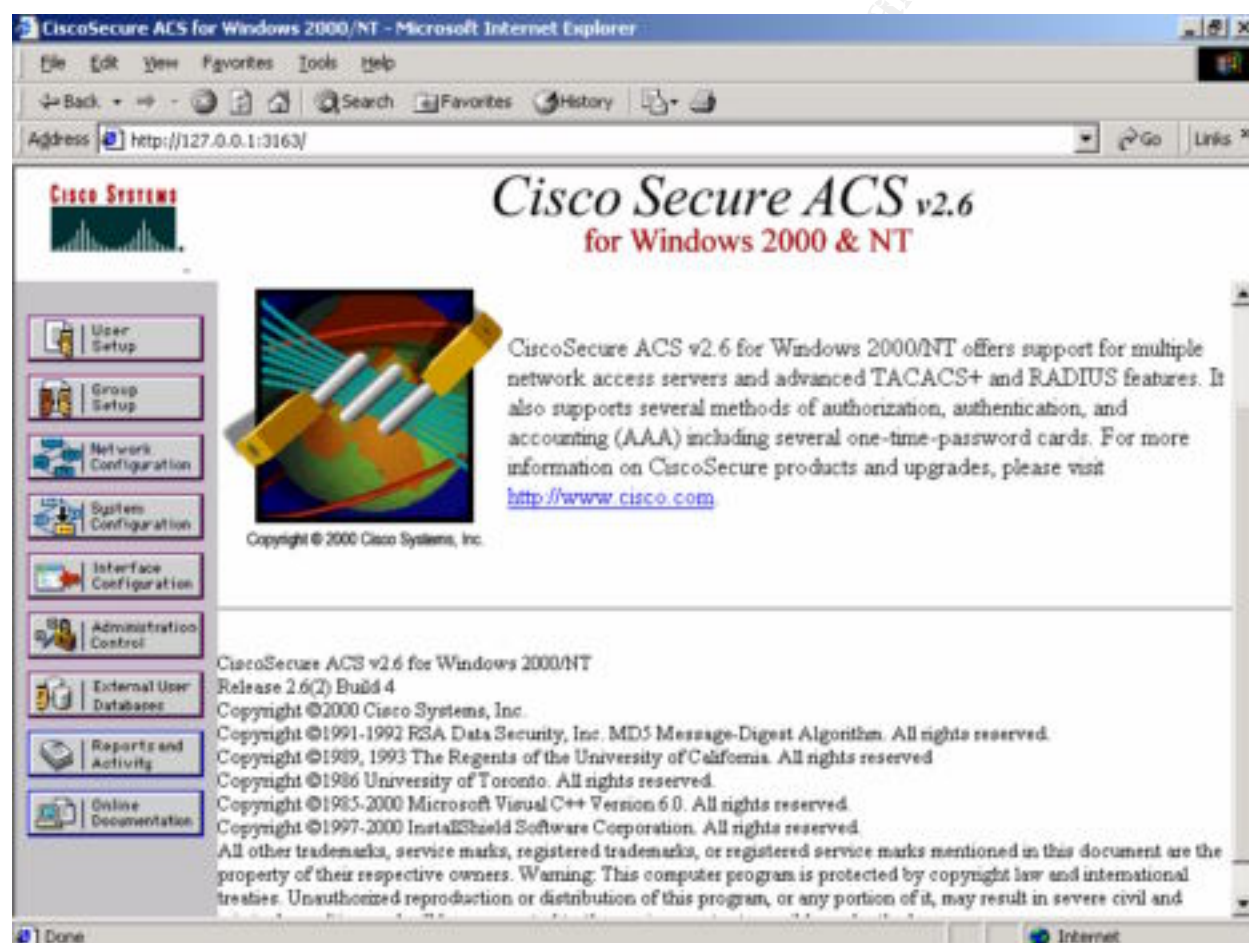 CiscoSecure ACS for Windows 2000/NT - Microsoft Internet Explorer
File Edit View Favorites Tools Help
Back Search Favorites History
Address http://127.0.0.1:3163/ Go Links »
CISCO SYSTEMS
Cisco Secure ACS v2.6
for Windows 2000 & NT
User
Setup
Group
Setup
Network
Configuration
System
Configuration
Interface
Configuration
Administration
Control
External User
Databases
Reports and
Activity
Online
Documentation
CiscoSecure ACS v2.6 for Windows 2000/NT offers support for multiple
network access servers and advanced TACACS+ and RADIUS features. It
also supports several methods of authorization, authentication, and
accounting (AAA) including several one-time-password cards. For more
information on CiscoSecure products and upgrades, please visit
http://www.cisco.com.
Copyright © 2000 Cisco Systems, Inc.
CiscoSecure ACS v2.6 for Windows 2000/NT
Release 2.6(2) Build 4
Copyright ©2000 Cisco Systems, Inc.
Copyright ©1991-1992 RSA Data Security, Inc. MD5 Message-Digest Algorithm. All rights reserved.
Copyright ©1989, 1993 The Regents of the University of California. All rights reserved
Copyright ©1986 University of Toronto. All rights reserved.
Copyright ©1985-2000 Microsoft Visual C++ Version 6.0. All rights reserved.
Copyright ©1997-2000 InstallShield Software Corporation. All rights reserved.
All other trademarks, service marks, registered trademarks, or registered service marks mentioned in this document are the
property of their respective owners. Warning: This computer program is protected by copyright law and international
treaties. Unauthorized reproduction or distribution of this program, or any portion of it, may result in severe civil and
Done Internet